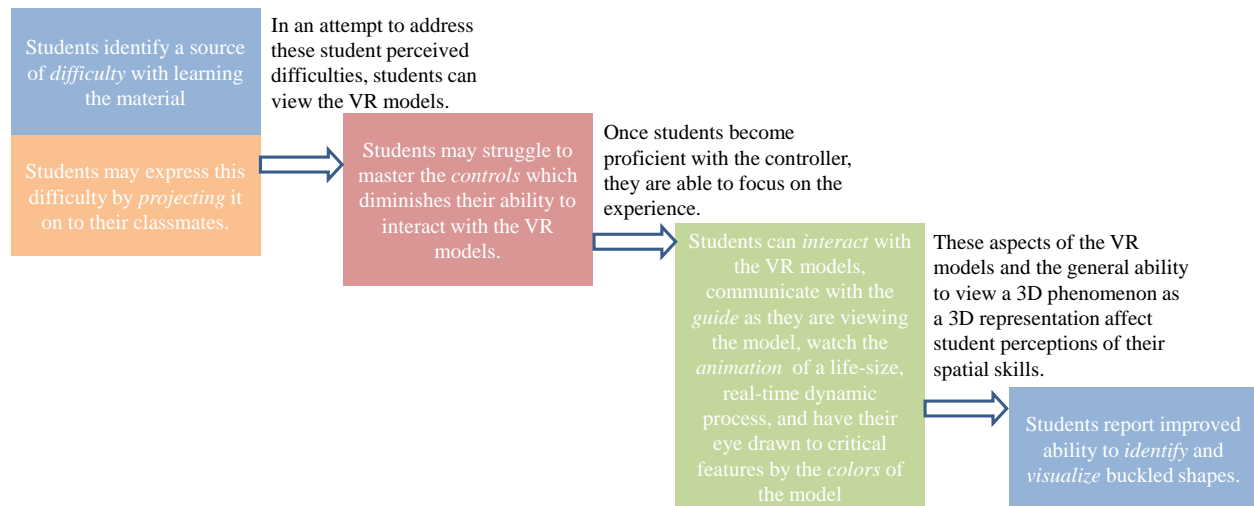 Students identify a source
of difficulty with learning
the material
Students may express this
difficulty by projecting it
on to their classmates.
In an attempt to address
these student perceived
difficulties, students can
view the VR models.
Students may struggle to
master the controls which
diminishes their ability to
interact with the VR
models.
Once students become
proficient with the controller,
they are able to focus on the
experience.
Students can interact with
the VR models,
communicate with the
guide as they are viewing
the model, watch the
animation of a life-size,
real-time dynamic
process, and have their
eye drawn to critical
features by the colors of
the model
These aspects of the VR
models and the general ability
to view a 3D phenomenon as
a 3D representation affect
student perceptions of their
spatial skills.
Students report improved
ability to identify and
visualize buckled shapes.